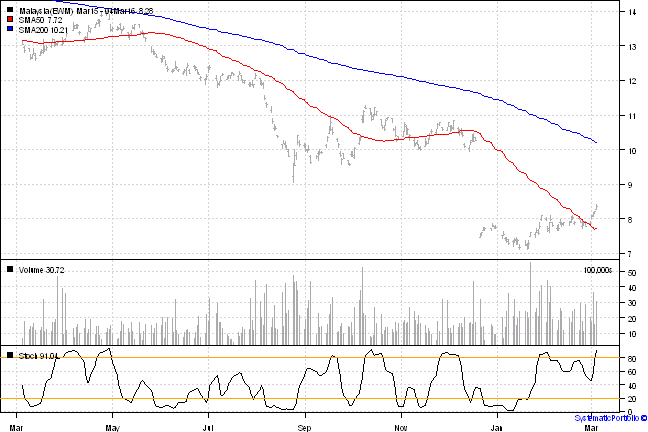 Malaysia(EWM) Mar15 - 04Mar16 8.28
SMA50 7.72
SMA200 10.21
14
13
12
11
10
9
8
7
Volume 30.72
100,000s
50
40
30
20
10
Stoch 91.04
80
60
40
20
0
Mar May Jul Sep Nov Jan Mar
SystematicPortfolio ©